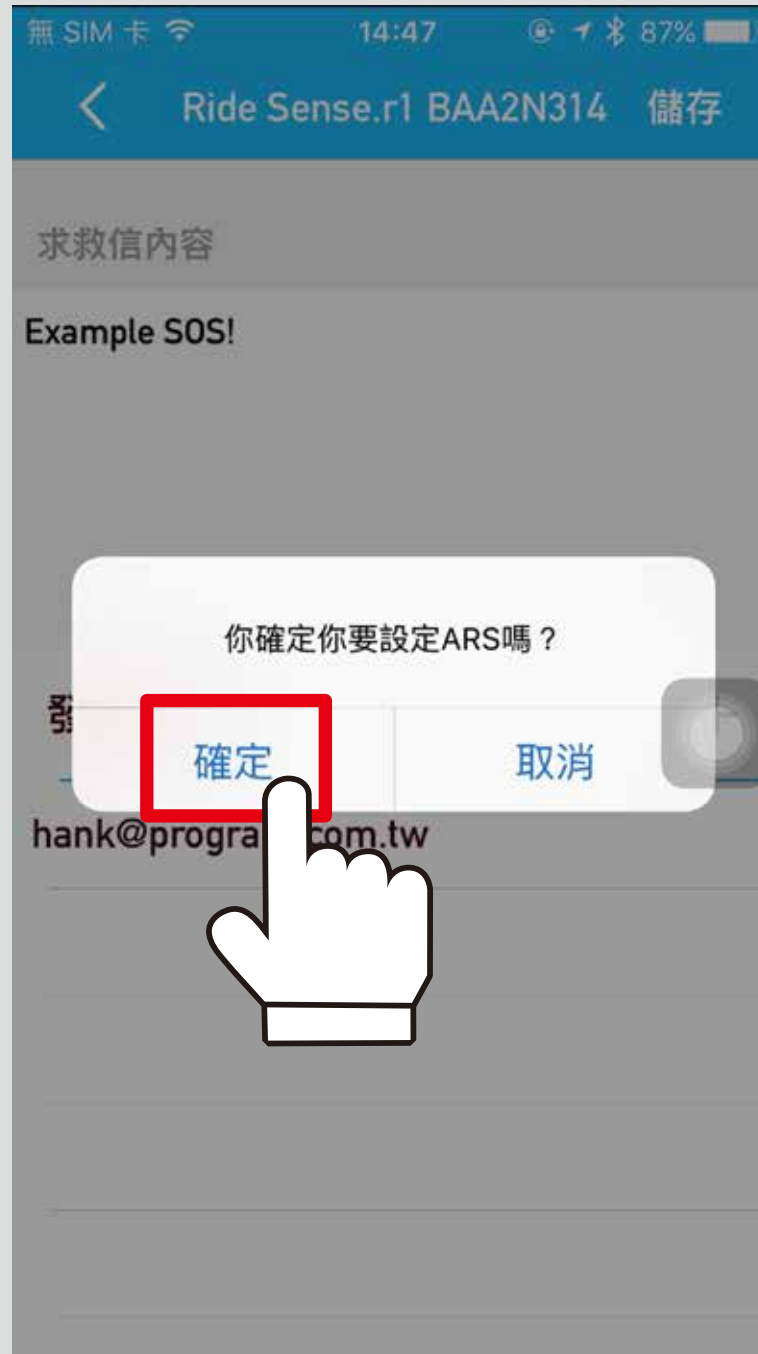 無 SIM 卡 14:47 87%
Ride Sense.r1 BAA2N314 儲存
求救信內容
Example SOS!
你確定你要設定ARS嗎？
確定 取消